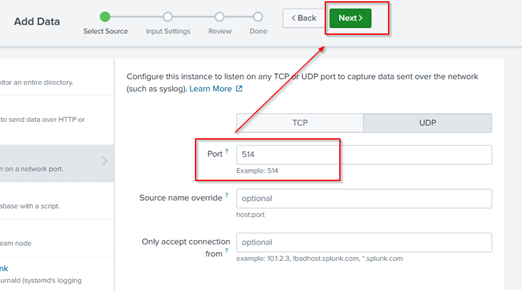 Add Data
Select Source
Input Settings
Review
Done
< Back
Next >
itor an entire directory.
to send data over HTTP or
n on a network port.
abase with a script.
eam node
unk
urnald (systemd's logging
Configure this instance to listen on any TCP or UDP port to capture data sent over the network
(such as syslog). Learn More
TCP
UDP
Port ?
514
Example: 514
Source name override ?
optional
host:port
Only accept connection
from ?
optional
example: 10.1.2.3, !badhost.splunk.com, *.splunk.com